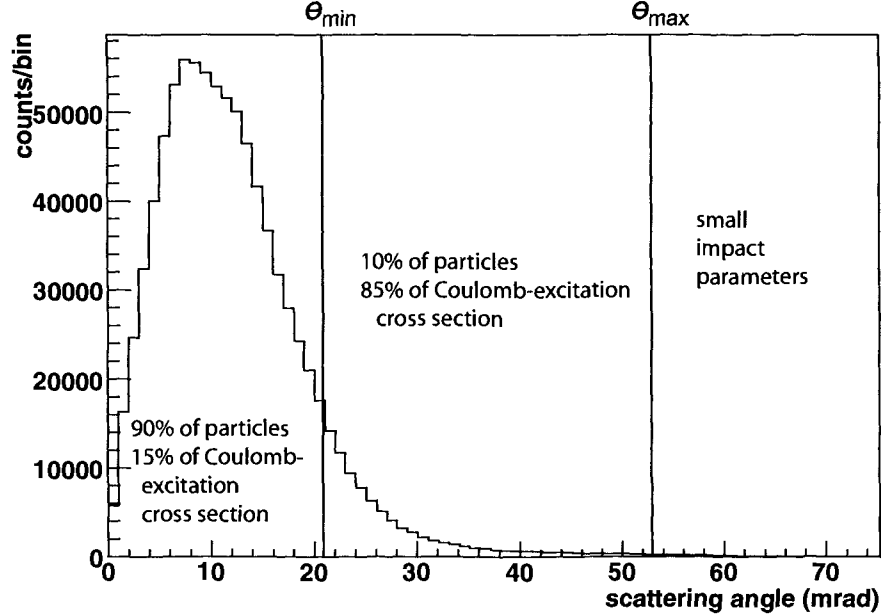 θmin
θmax
counts/bin
50000
40000
30000
20000
10000
0
small
impact
parameters
10% of particles
85% of Coulomb-excitation
cross section
90% of particles
15% of Coulomb-
excitation
cross section
0 10 20 30 40 50 60 70
scattering angle (mrad)